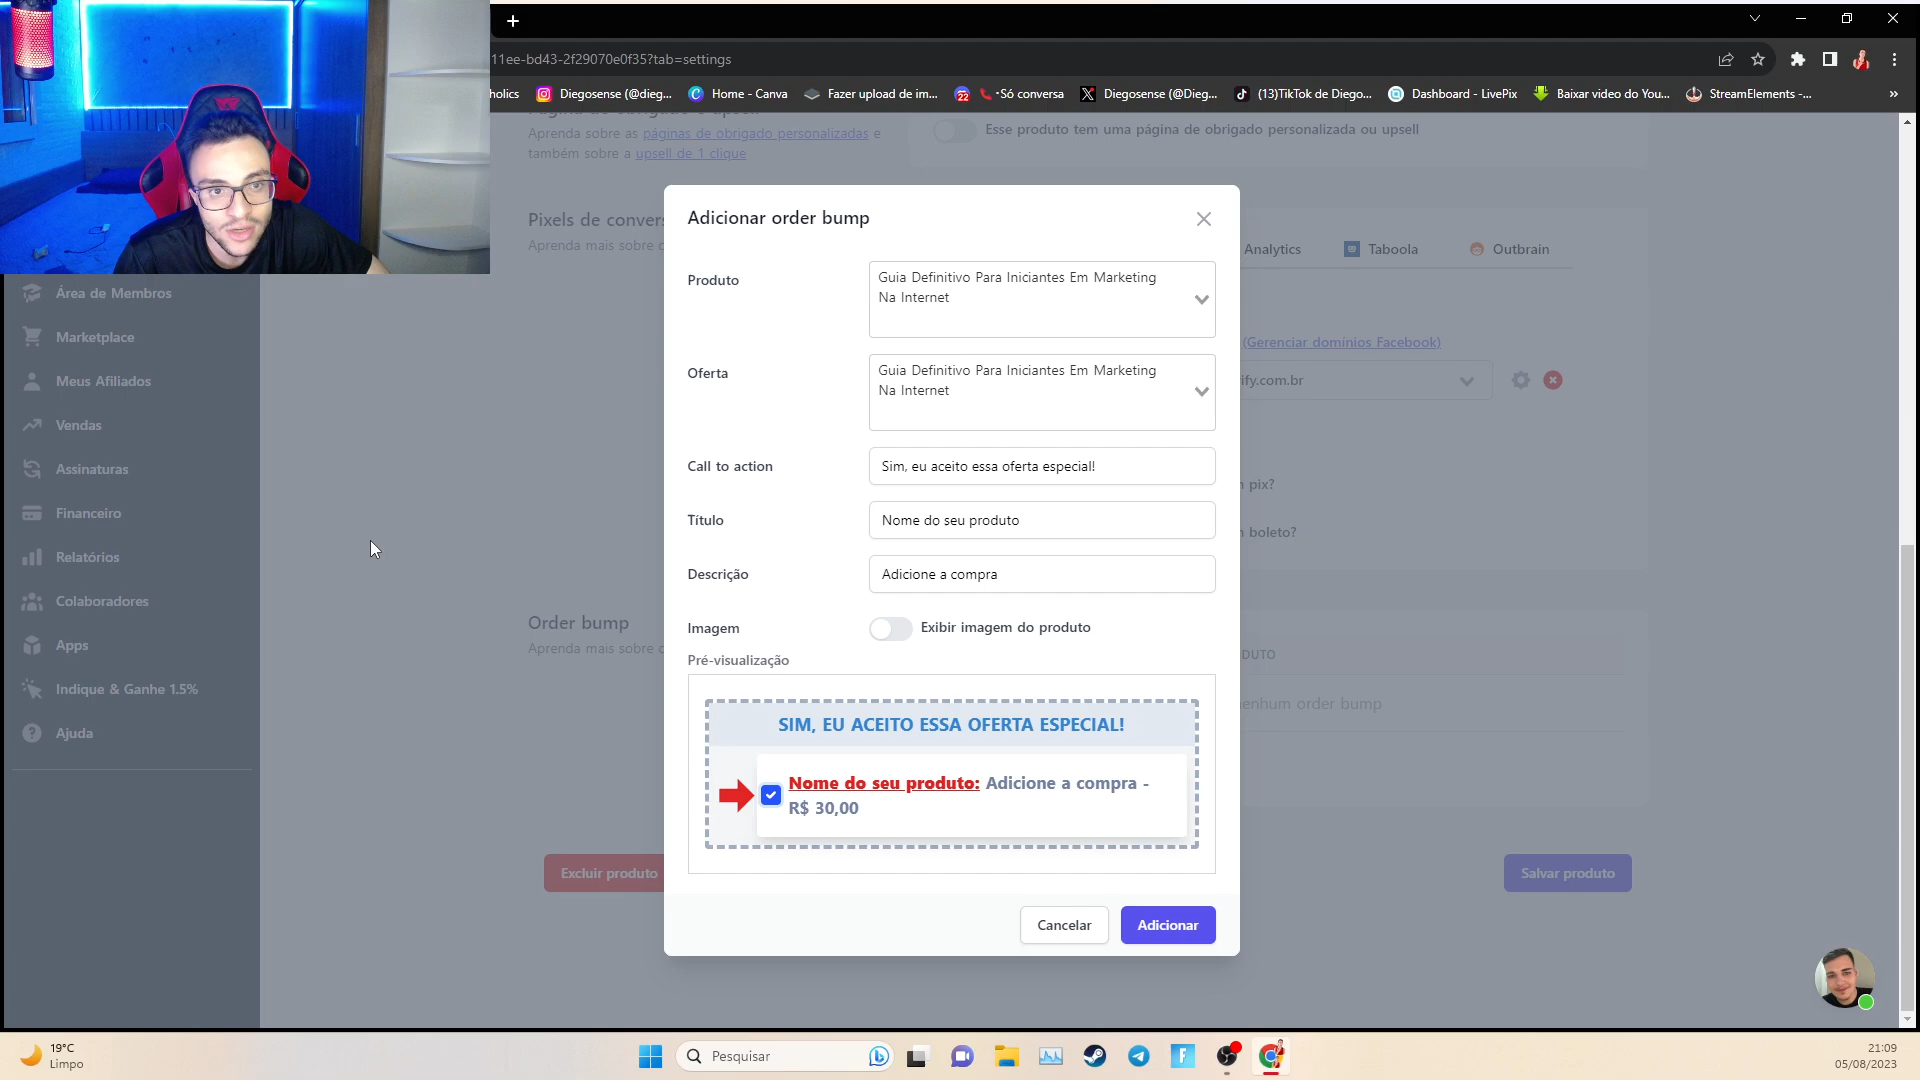 11ee-bd43-2f29070e0f35?tab=settings
holics
Diegosense (@dieg...
Home - Canva
Fazer upload de im...
22
•Só conversa
Diegosense (@Dieg...
(13)TikTok de Diego...
Dashboard - LivePix
Baixar video do You...
StreamElements -...
»
Aprenda sobre as páginas de obrigado personalizadas e
também sobre a upsell de 1 clique
Esse produto tem uma página de obrigado personalizada ou upsell
Pixels de convers
Aprenda mais sobre
Analytics
Taboola
Outbrain
(Gerenciar domínios Facebook)
ify.com.br
pix?
boleto?
Área de Membros
Marketplace
Meus Afiliados
Vendas
Assinaturas
Financeiro
Relatórios
Colaboradores
Apps
Indique & Ganhe 1.5%
Ajuda
Order bump
Aprenda mais sobre
DUTO
enhum order bump
Excluir produto
Salvar produto
Adicionar order bump
Produto
Guia Definitivo Para Iniciantes Em Marketing
Na Internet
Oferta
Guia Definitivo Para Iniciantes Em Marketing
Na Internet
Call to action
Sim, eu aceito essa oferta especial!
Título
Nome do seu produto
Descrição
Adicione a compra
Imagem
Exibir imagem do produto
Pré-visualização
SIM, EU ACEITO ESSA OFERTA ESPECIAL!
Nome do seu produto: Adicione a compra -
R$ 30,00
Cancelar
Adicionar
19°C
Limpo
Pesquisar
21:09
05/08/2023